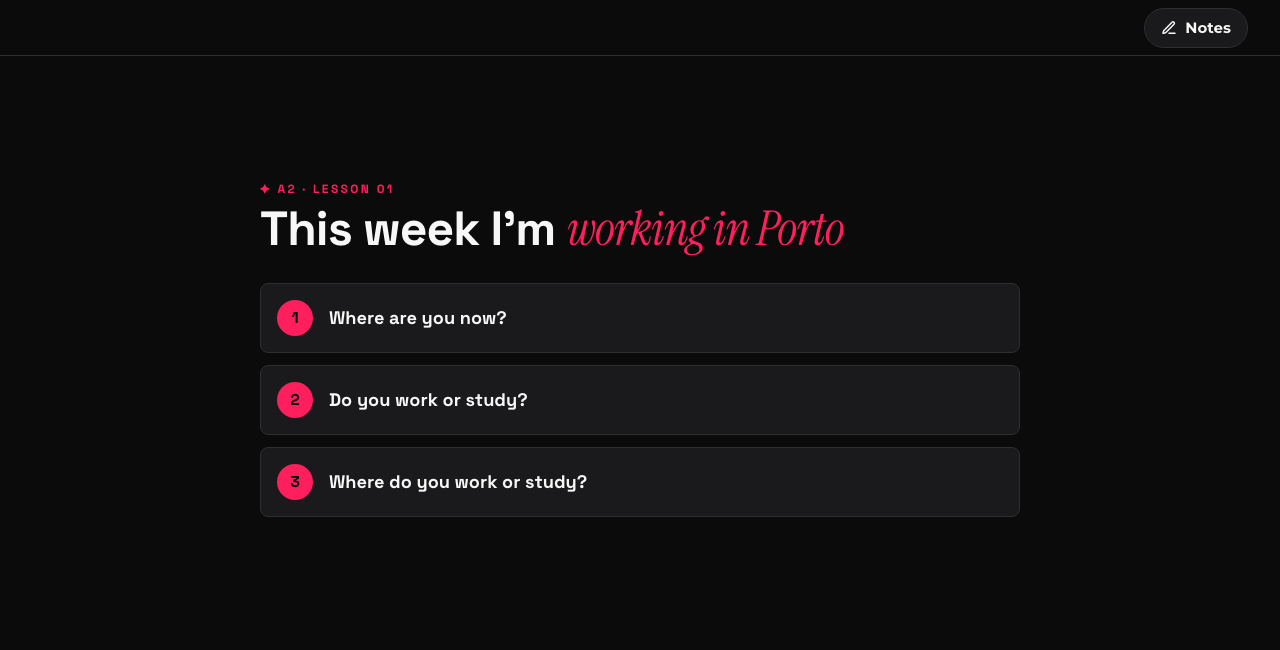 Notes
A2 · LESSON 01
This week I’m working in Porto
1 Where are you now?
2 Do you work or study?
3 Where do you work or study?